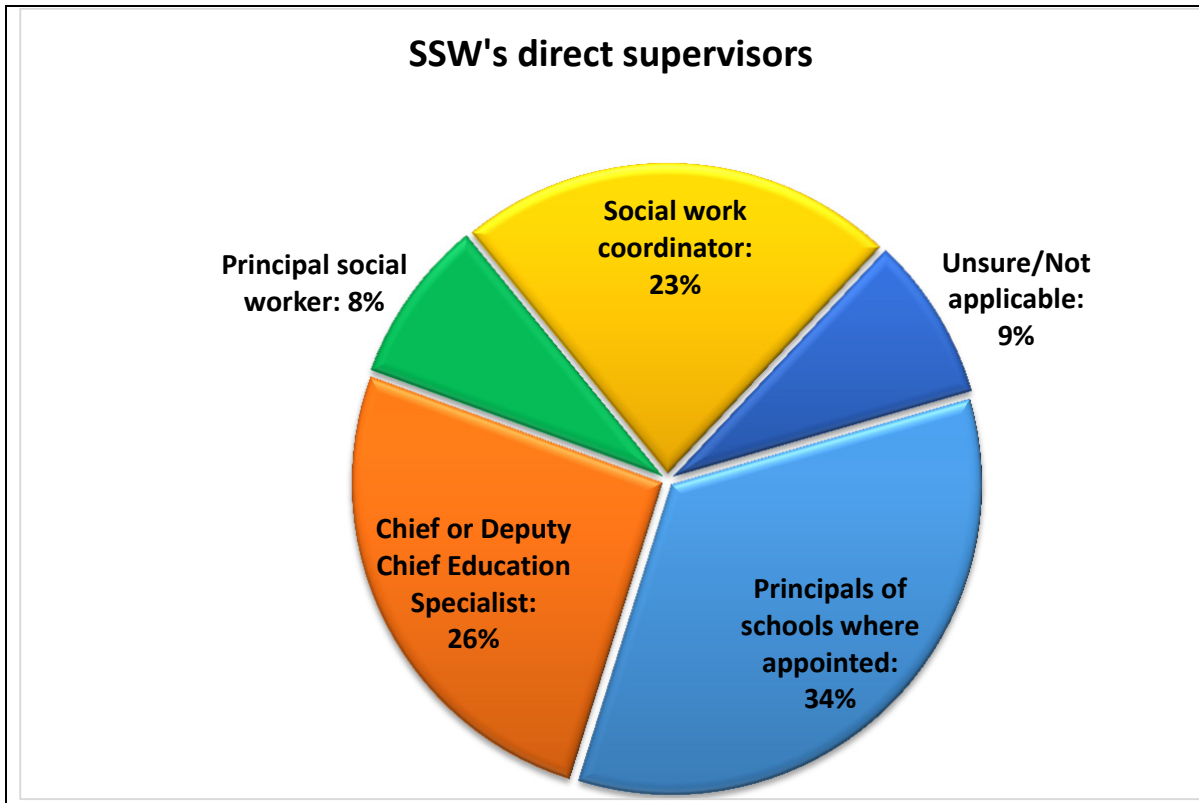 SSW's direct supervisors
Social work
coordinator:
23%
Unsure/Not
applicable:
9%
Principal social
worker: 8%
Chief or Deputy
Chief Education
Specialist:
26%
Principals of
schools where
appointed:
34%